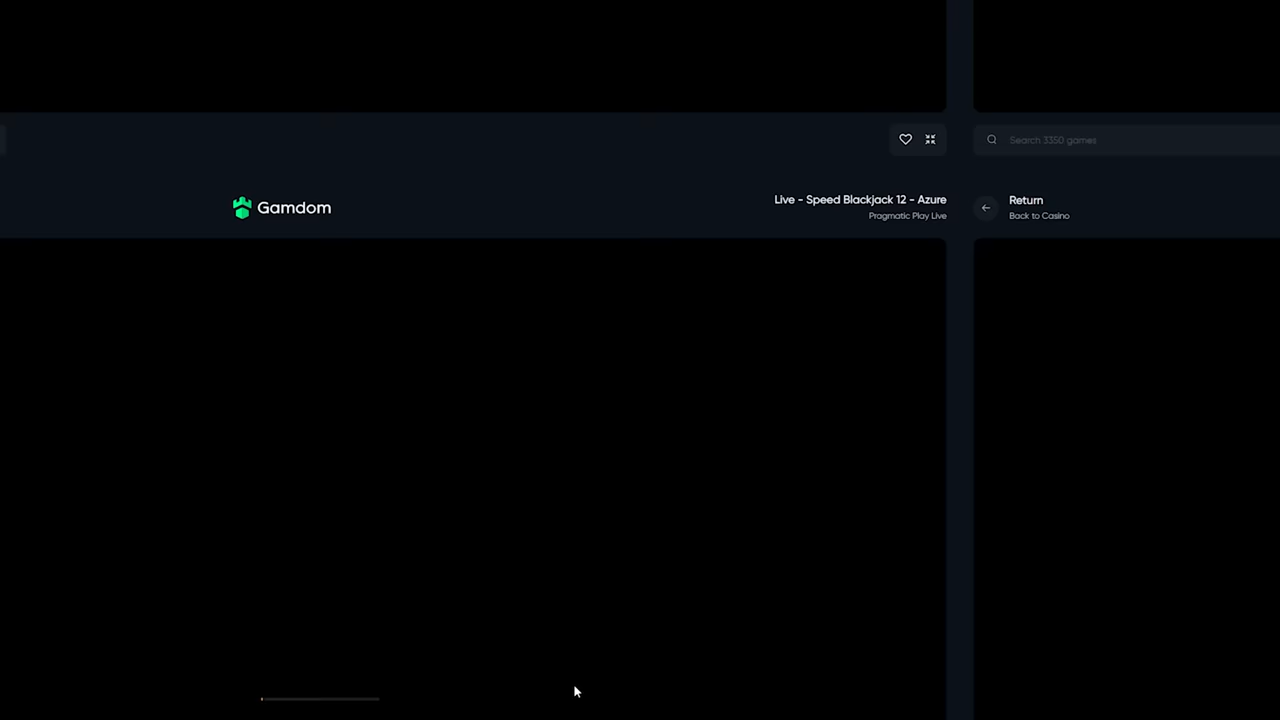 Search 3350 games
Gamdom
Live - Speed Blackjack 12 - Azure
Pragmatic Play Live
Return
Back to Casino